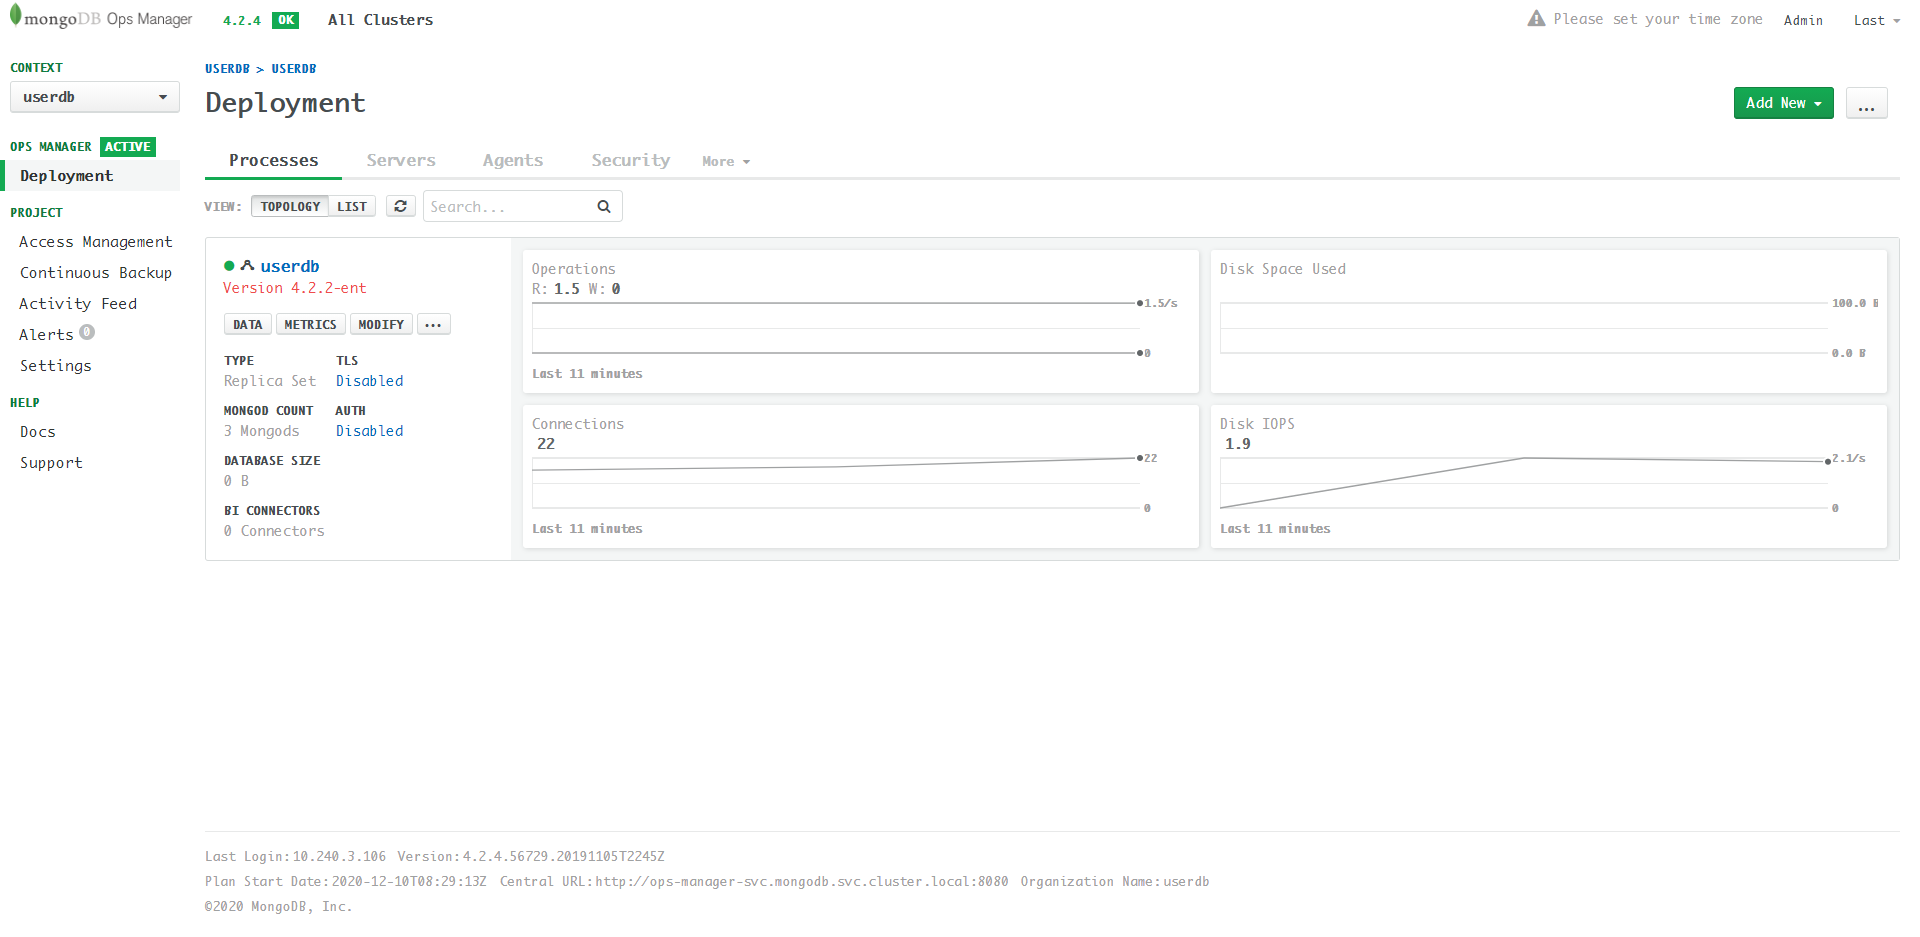 mongoDB Ops Manager 4.2.4 OK All Clusters Please set your time zone Admin Last
CONTEXT
userdb
OPS MANAGER ACTIVE
Deployment
PROJECT
Access Management
Continuous Backup
Activity Feed
Alerts 0
Settings
HELP
Docs
Support
USERDB > USERDB
Deployment
Add New ...
Processes Servers Agents Security More
VIEW: TOPOLOGY LIST Search...
userdb
Version 4.2.2-ent
DATA METRICS MODIFY ...
TYPE TLS
Replica Set Disabled
MONGOD COUNT AUTH
3 Mongods Disabled
DATABASE SIZE
0 B
BI CONNECTORS
0 Connectors
Operations
R: 1.5 W: 0
1.5/s
0
Last 11 minutes
Disk Space Used
100.0
0.0 B
Connections
22
22
0
Last 11 minutes
Disk IOPS
1.9
2.1/s
0
Last 11 minutes
Last Login: 10.240.3.106 Version: 4.2.4.56729.20191105T2245Z
Plan Start Date: 2020-12-10T08:29:13Z Central URL: http://ops-manager-svc.mongodb.svc.cluster.local:8080 Organization Name: userdb
©2020 MongoDB, Inc.